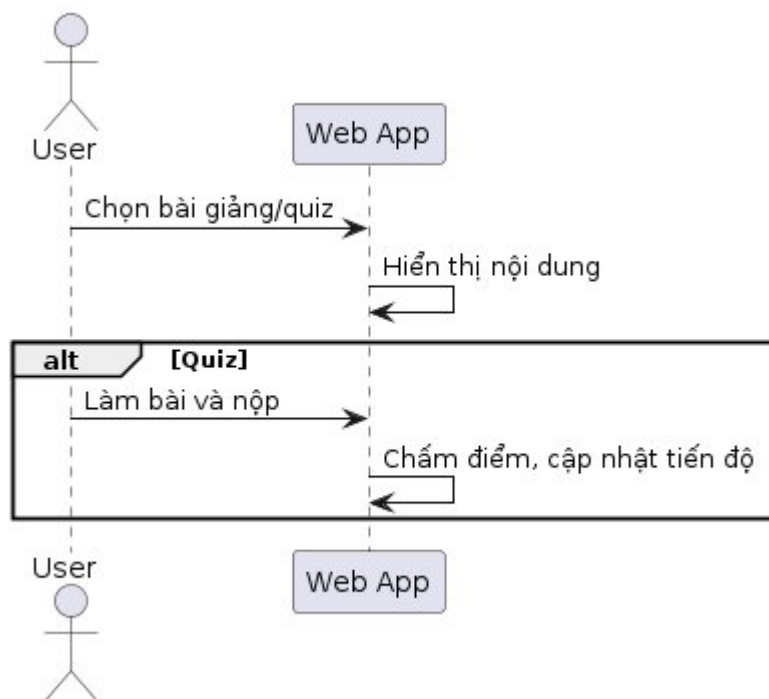 User
Web App
Chọn bài giảng/quiz
Hiển thị nội dung
alt [Quiz]
Làm bài và nộp
Chấm điểm, cập nhật tiến độ
User
Web App